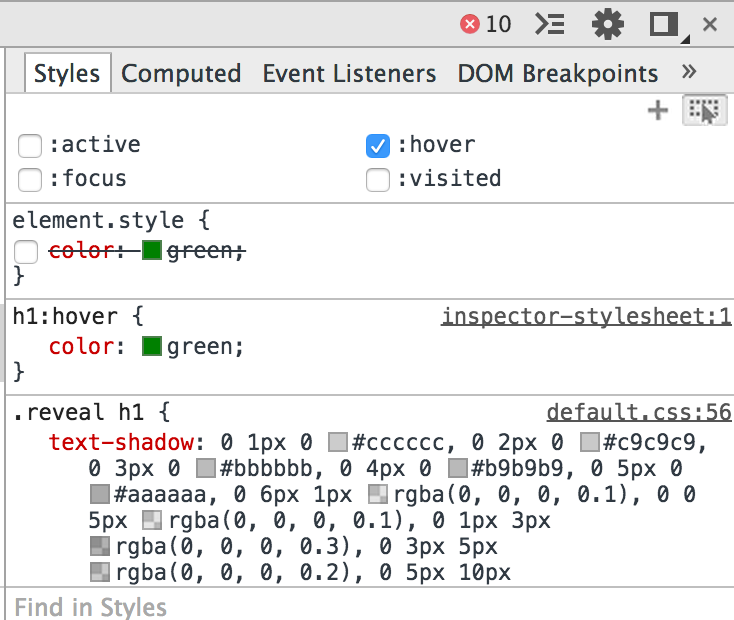 10
Styles Computed Event Listeners DOM Breakpoints »
+
:active :hover
:focus :visited
element.style {
color: green;
}
h1:hover { inspector-stylesheet:1
color: green;
}
.reveal h1 { default.css:56
text-shadow: 0 1px 0 #cccccc, 0 2px 0 #c9c9c9,
0 3px 0 #bbbbbb, 0 4px 0 #b9b9b9, 0 5px 0
#aaaaaa, 0 6px 1px rgba(0, 0, 0, 0.1), 0 0
5px rgba(0, 0, 0, 0.1), 0 1px 3px
rgba(0, 0, 0, 0.3), 0 3px 5px
rgba(0, 0, 0, 0.2), 0 5px 10px
Find in Styles